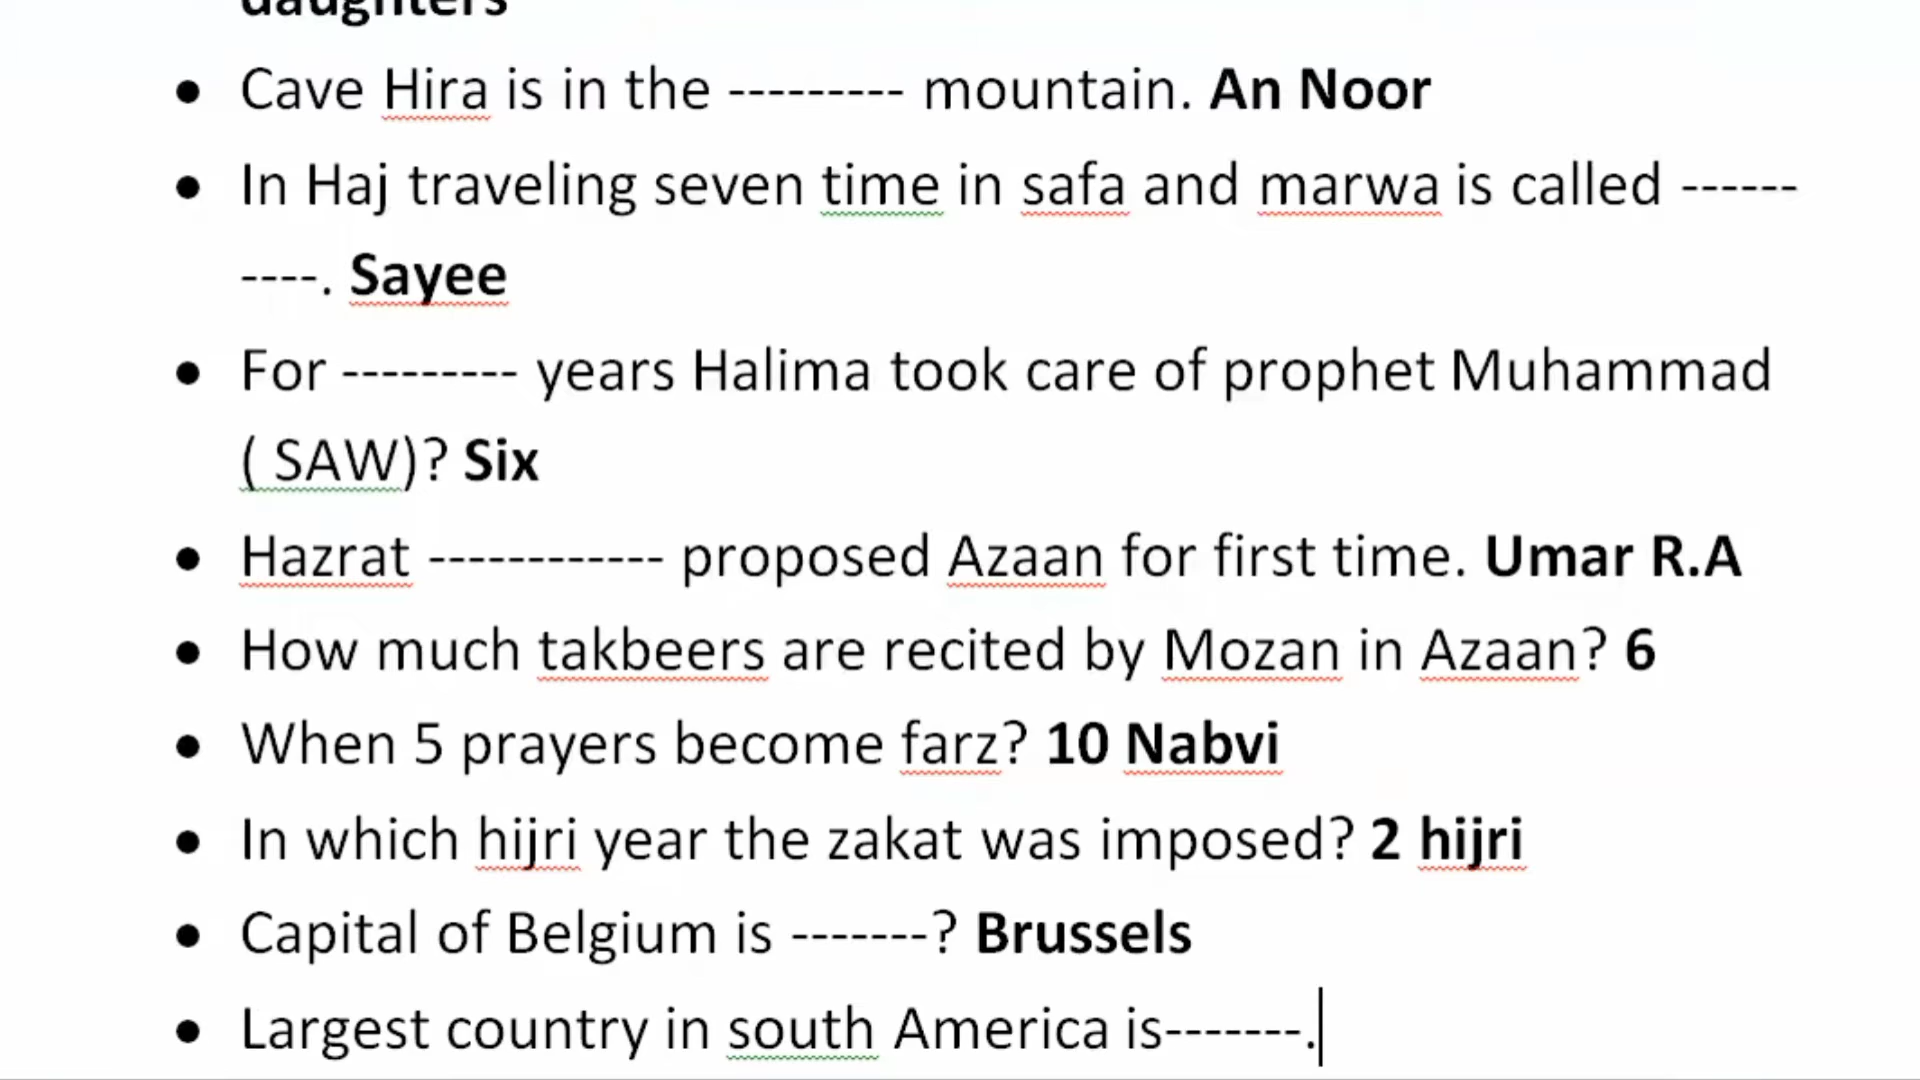 daughters
• Cave Hira is in the --------- mountain. An Noor
• In Haj traveling seven time in safa and marwa is called ------
----. Sayee
• For --------- years Halima took care of prophet Muhammad
( SAW)? Six
• Hazrat ------------ proposed Azaan for first time. Umar R.A
• How much takbeers are recited by Mozan in Azaan? 6
• When 5 prayers become farz? 10 Nabvi
• In which hijri year the zakat was imposed? 2 hijri
• Capital of Belgium is -------? Brussels
• Largest country in south America is-------.